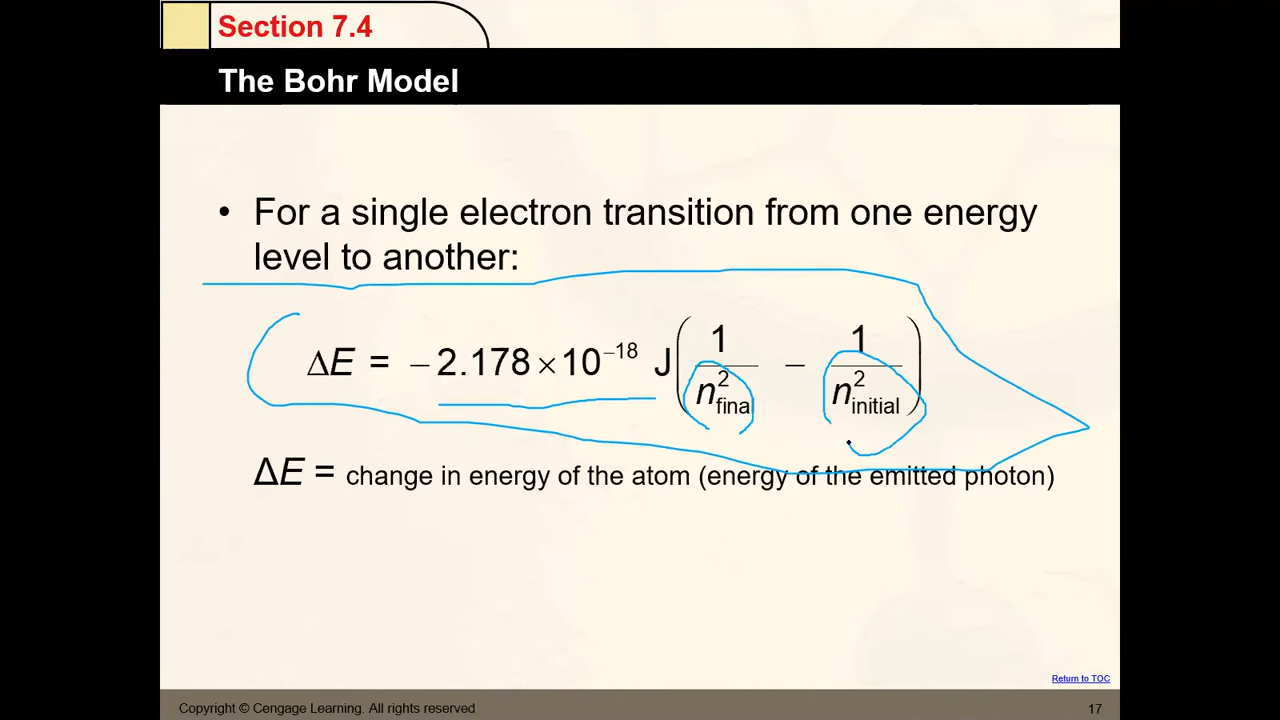 Section 7.4
The Bohr Model
• For a single electron transition from one energy
level to another:
ΔE = −2.178×10⁻¹⁸ J(1/n²fina − 1/n²initial)
ΔE = change in energy of the atom (energy of the emitted photon)
Return to TOC
Copyright © Cengage Learning. All rights reserved 17